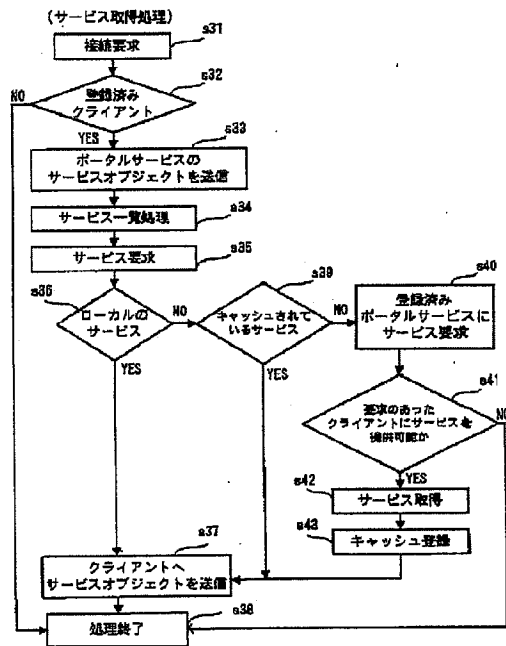 (サービス取得処理)
s31
接続要求
s32
NO
登録済み
クライアント
YES
s33
ポータルサービスの
サービスオブジェクトを送信
s34
サービス一覧処理
s35
サービス要求
s36
ローカルの
サービス
NO
YES
s39
キャッシュされて
いるサービス
NO
YES
s40
登録済み
ポータルサービスに
サービス要求
s41
要求のあった
クライアントにサービスを
提供可能か
NO
YES
s42
サービス取得
s43
キャッシュ登録
s37
クライアントへ
サービスオブジェクトを送信
s38
処理終了